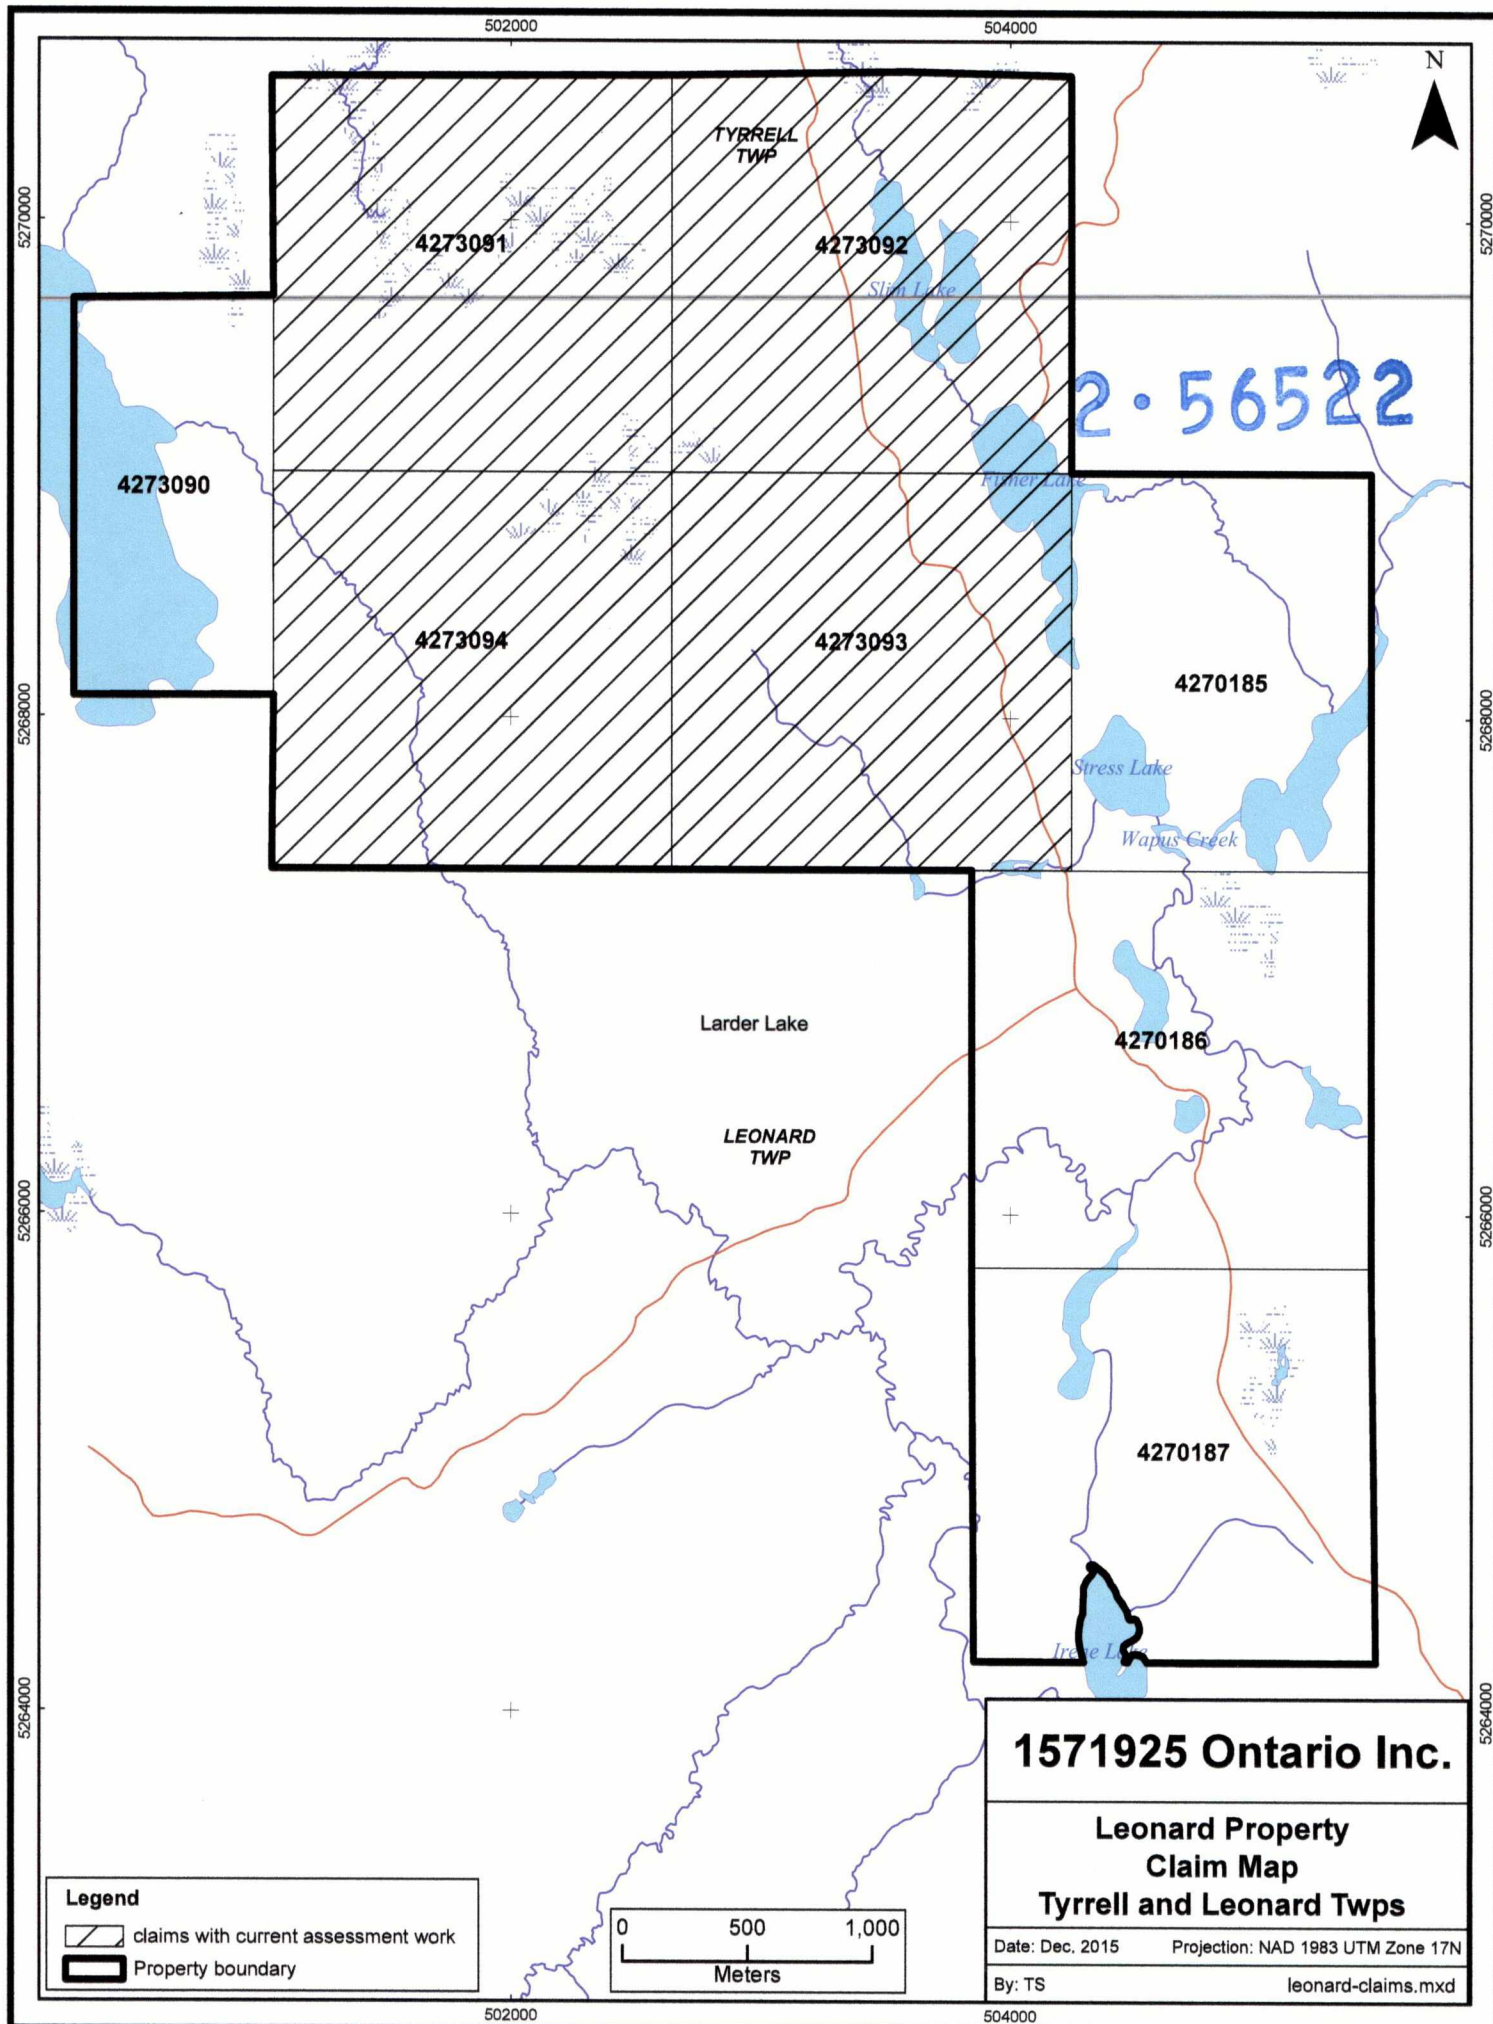 502000
504000
N
TYRRELL
TWP
5270000
5270000
4273091
4273092
Slim Lake
2·56522
4273090
Fisher Lake
4273094
4273093
4270185
5268000
5268000
Stress Lake
Wapus Creek
Larder Lake
4270186
LEONARD
TWP
5266000
5266000
4270187
Irene Lake
5264000
5264000
1571925 Ontario Inc.
Leonard Property
Claim Map
Tyrrell and Leonard Twps
Date: Dec, 2015 Projection: NAD 1983 UTM Zone 17N
By: TS leonard-claims.mxd
Legend
claims with current assessment work
Property boundary
0 500 1,000
Meters
502000
504000